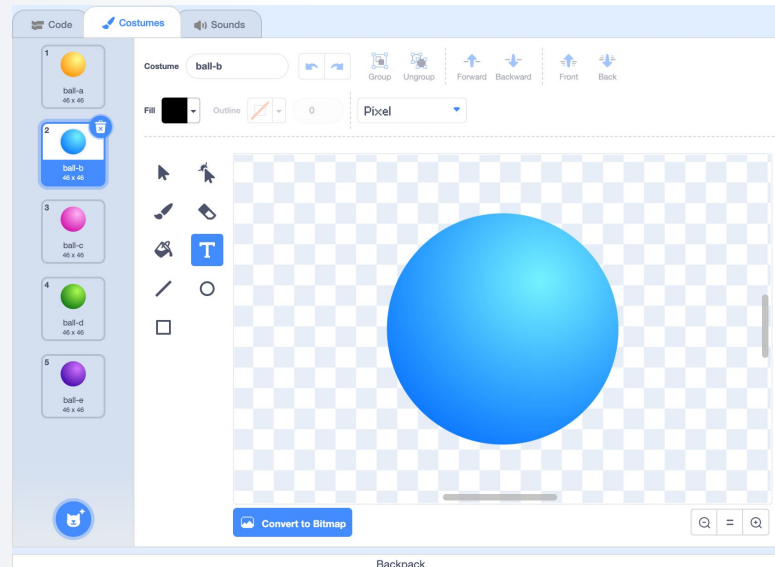 Code
Costumes
Sounds
1
ball-a
46 x 46
2
ball-b
46 x 46
3
ball-c
46 x 46
4
ball-d
46 x 46
5
ball-e
46 x 46
Costume
ball-b
Group
Ungroup
Forward
Backward
Front
Back
Fill
Outline
0
Pixel
T
Convert to Bitmap
=
Backpack